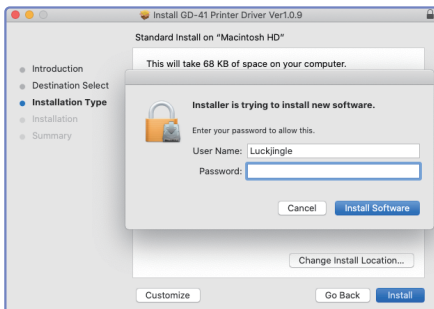 Install GD-41 Printer Driver Ver1.0.9
Standard Install on "Macintosh HD"
Introduction
Destination Select
Installation Type
Installation
Summary
This will take 68 KB of space on your computer.
Installer is trying to install new software.
Enter your password to allow this.
User Name: Luckjingle
Password:
Cancel Install Software
Change Install Location...
Customize Go Back Install